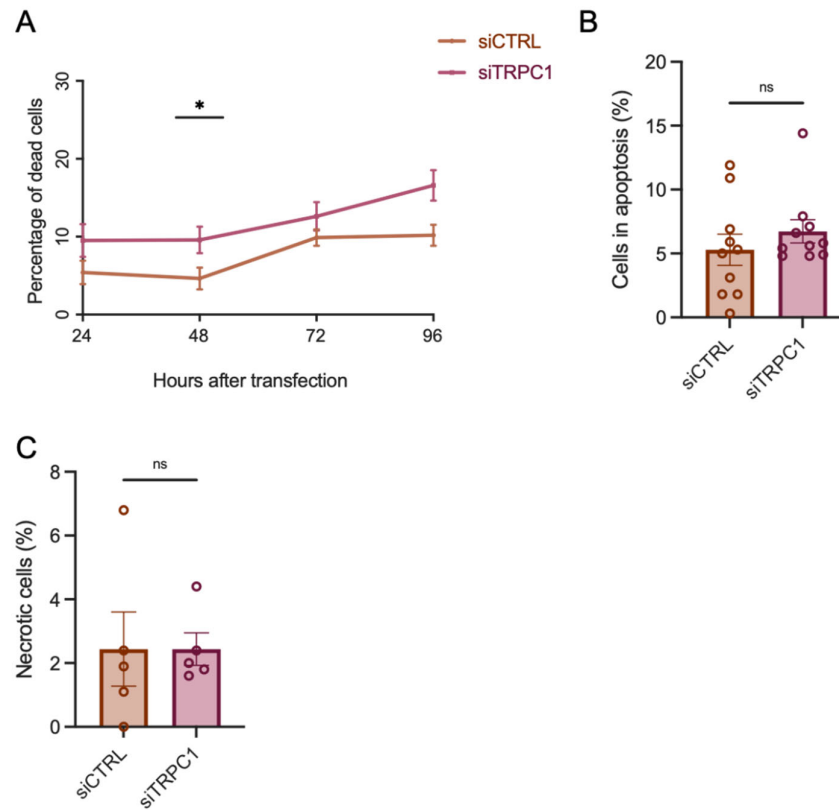 A
siCTRL
siTRPC1
Percentage of dead cells
30
20
10
0
*
24
48
72
96
Hours after transfection
B
Cells in apoptosis (%)
20
15
10
5
0
ns
siCTRL
siTRPC1
C
Necrotic cells (%)
8
6
4
2
0
ns
siCTRL
siTRPC1